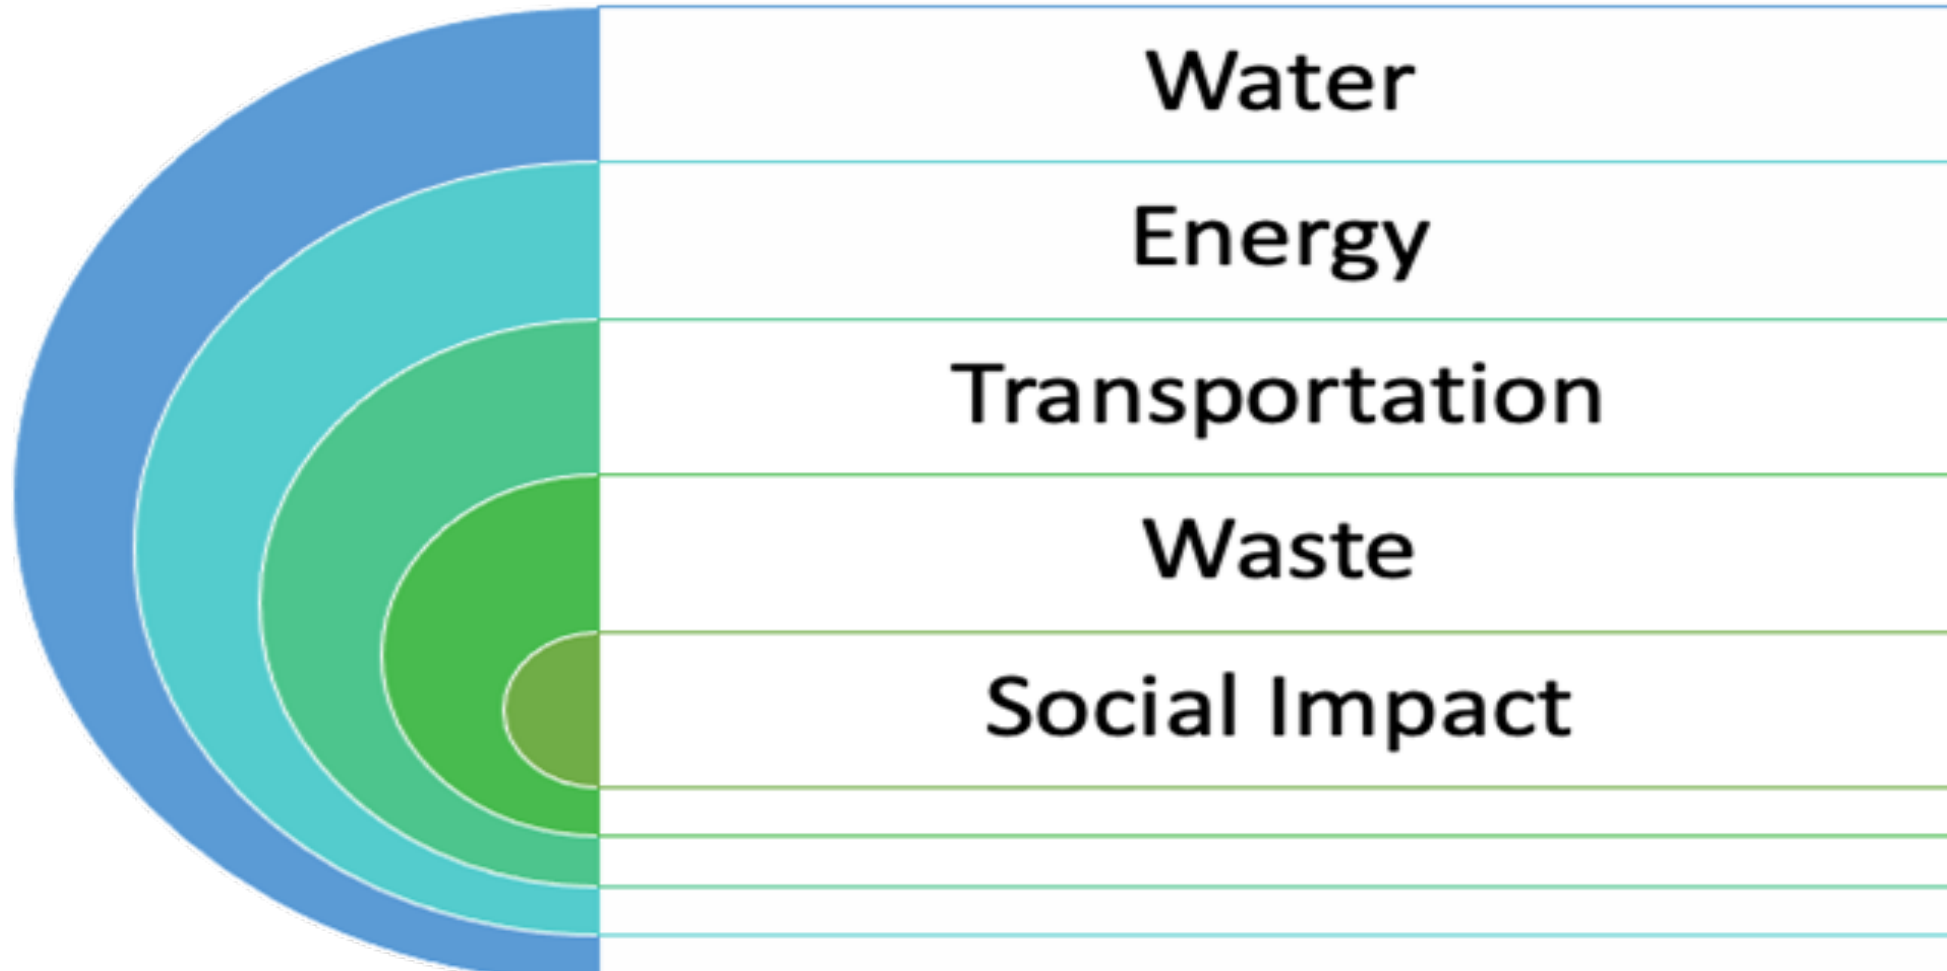 Water
Energy
Transportation
Waste
Social Impact